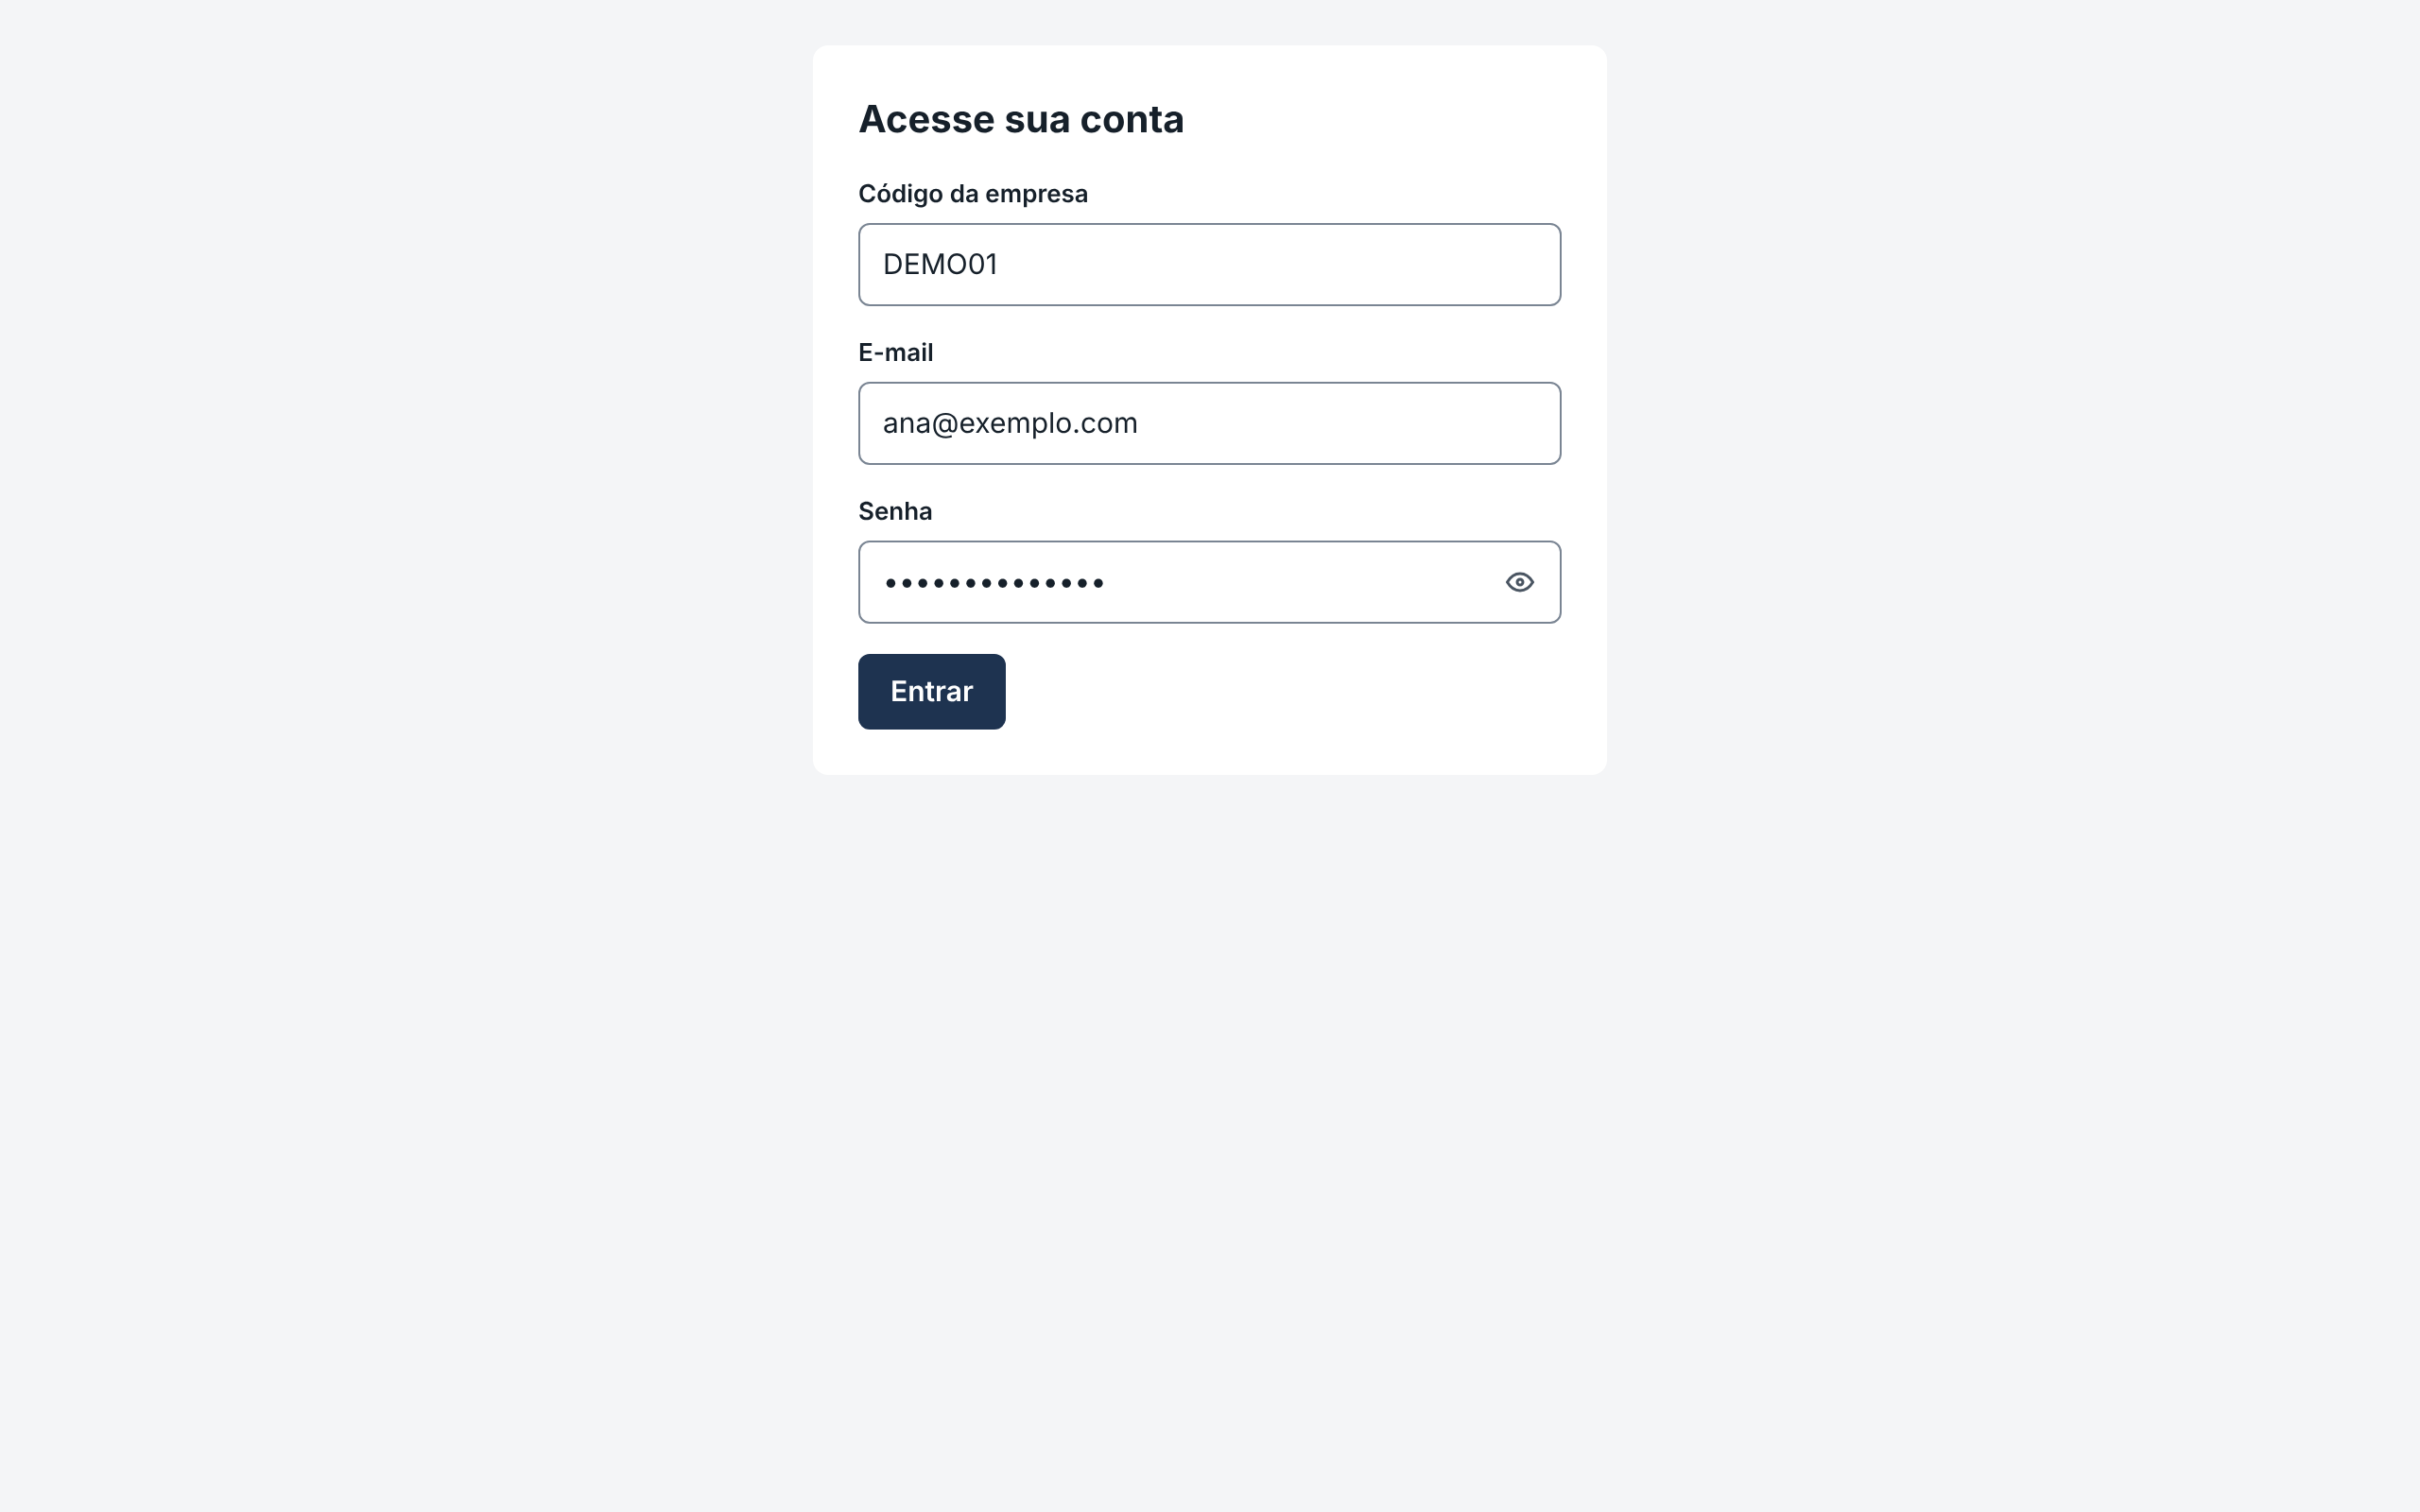 Acesse sua conta
Código da empresa
DEMO01
E-mail
ana@exemplo.com
Senha
••••••••••••••
Entrar